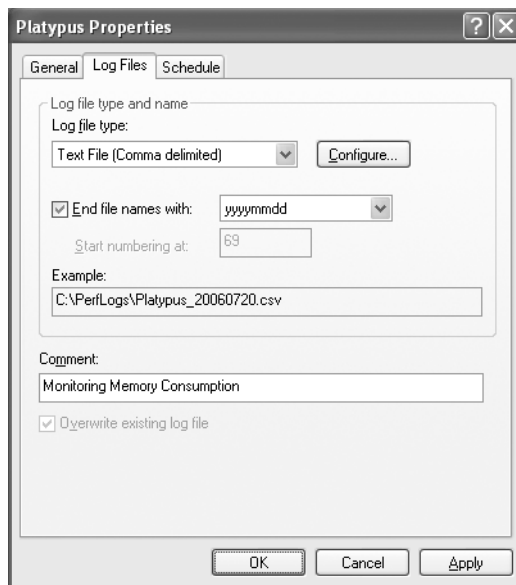 Platypus Properties
General Log Files Schedule
Log file type and name
Log file type:
Text File (Comma delimited) Configure...
End file names with: yyyymmdd
Start numbering at: 69
Example:
C:\PerfLogs\Platypus_20060720.csv
Comment:
Monitoring Memory Consumption
Overwrite existing log file
OK Cancel Apply